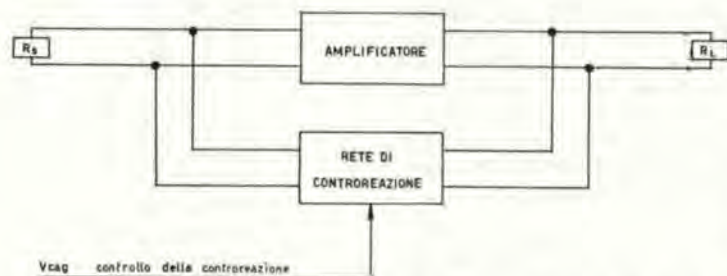 Rs
AMPLIFICATORE
RL
RETE DI
CONTROREAZIONE
Vcag controllo della controreazione